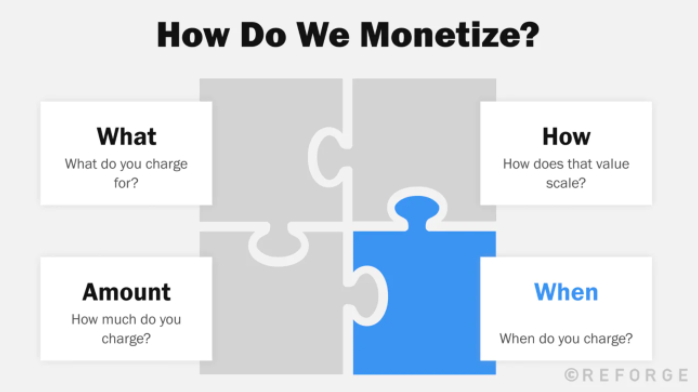 How Do We Monetize?
What
What do you charge
for?
How
How does that value
scale?
Amount
How much do you
charge?
When
When do you charge?
©REFORGE